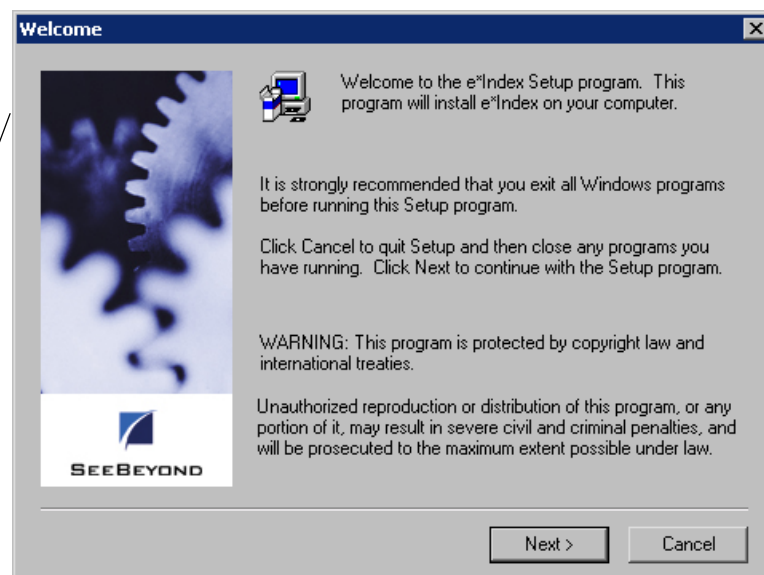 Welcome
Welcome to the e*Index Setup program. This
program will install e*Index on your computer.
It is strongly recommended that you exit all Windows programs
before running this Setup program.
Click Cancel to quit Setup and then close any programs you
have running. Click Next to continue with the Setup program.
WARNING: This program is protected by copyright law and
international treaties.
Unauthorized reproduction or distribution of this program, or any
portion of it, may result in severe civil and criminal penalties, and
will be prosecuted to the maximum extent possible under law.
SEEBEYOND
Next >
Cancel